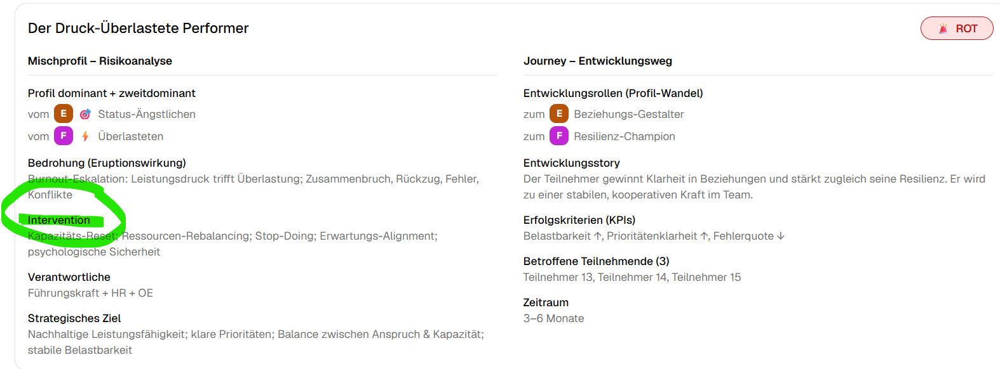 Der Druck-Überlastete Performer
ROT
Mischprofil – Risikoanalyse
Profil dominant + zweitdominant
vom E Status-Ängstlichen
vom F Überlasteten
Bedrohung (Eruptionswirkung)
Burnout-Eskalation: Leistungsdruck trifft Überlastung; Zusammenbruch, Rückzug, Fehler,
Konflikte
Intervention
Kapazitäts-Reset; Ressourcen-Rebalancing; Stop-Doing; Erwartungs-Alignment;
psychologische Sicherheit
Verantwortliche
Führungskraft + HR + OE
Strategisches Ziel
Nachhaltige Leistungsfähigkeit; klare Prioritäten; Balance zwischen Anspruch & Kapazität;
stabile Belastbarkeit
Journey – Entwicklungsweg
Entwicklungsrollen (Profil-Wandel)
zum E Beziehungs-Gestalter
zum F Resilienz-Champion
Entwicklungsstory
Der Teilnehmer gewinnt Klarheit in Beziehungen und stärkt zugleich seine Resilienz. Er wird
zu einer stabilen, kooperativen Kraft im Team.
Erfolgskriterien (KPIs)
Belastbarkeit ↑, Prioritätenklarheit ↑, Fehlerquote ↓
Betroffene Teilnehmende (3)
Teilnehmer 13, Teilnehmer 14, Teilnehmer 15
Zeitraum
3–6 Monate